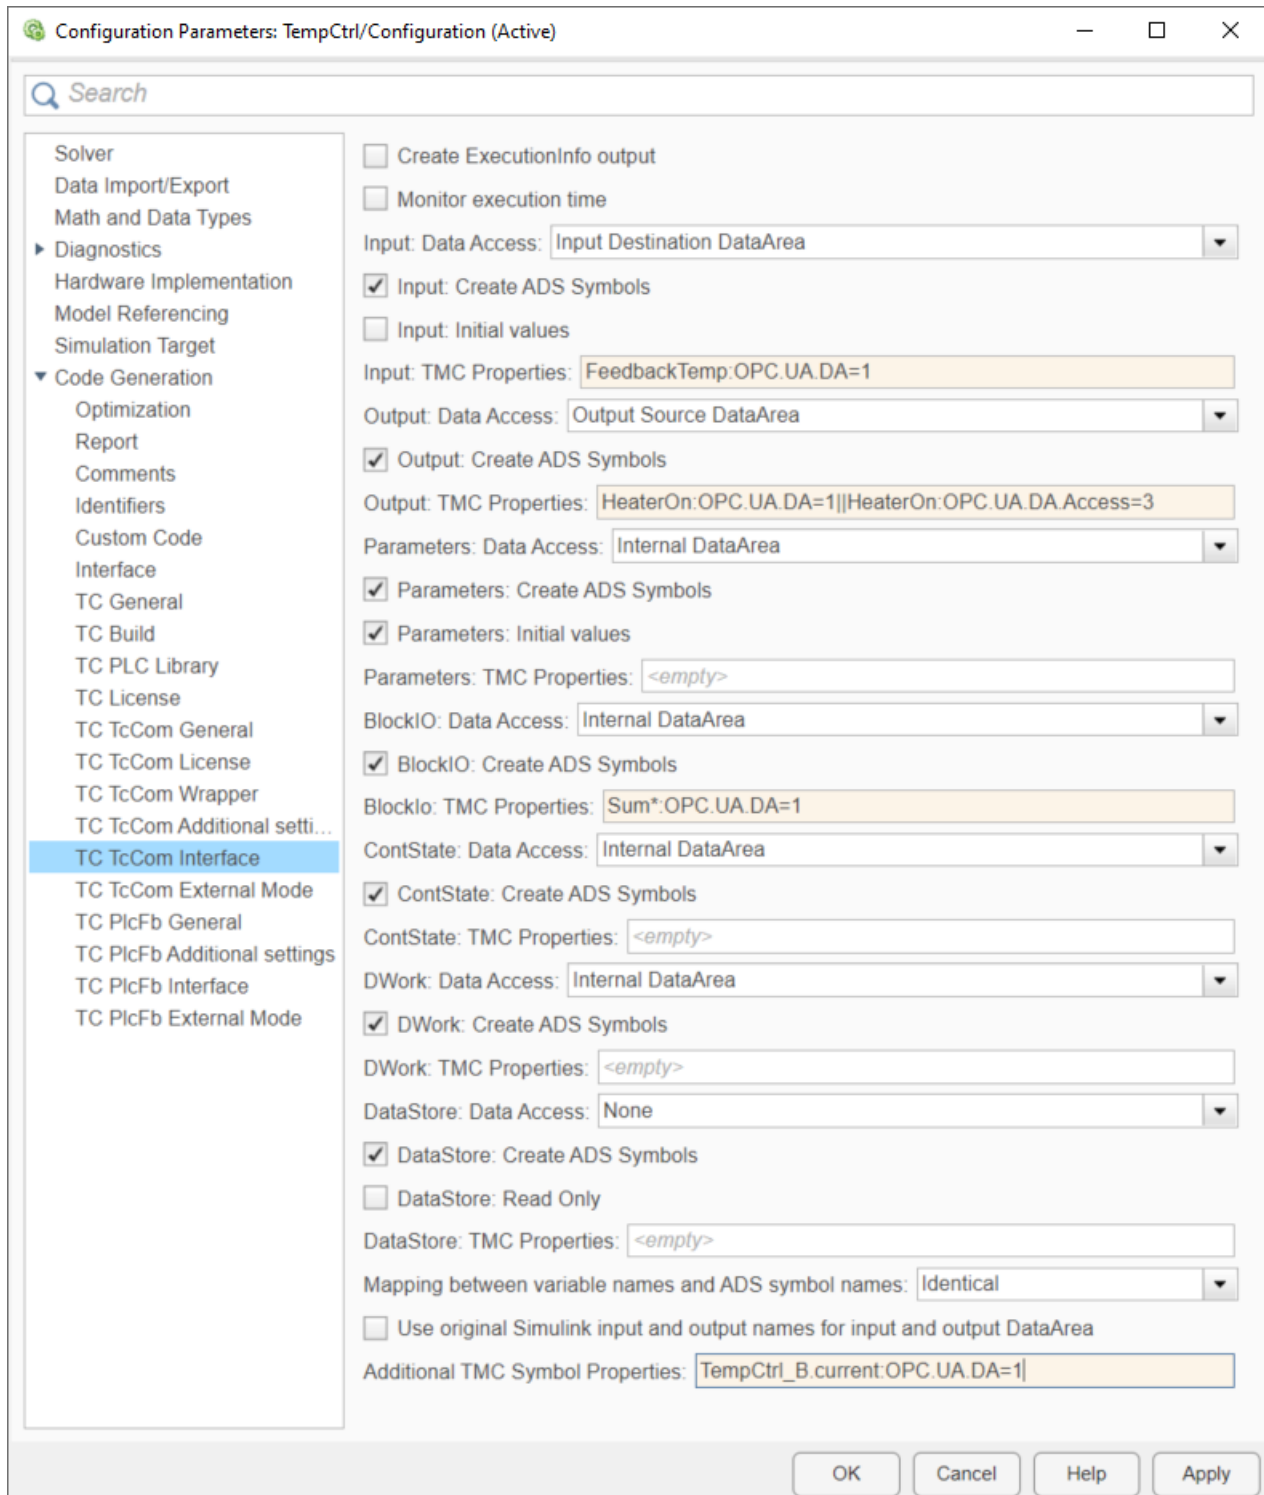 Configuration Parameters: TempCtrl/Configuration (Active)
Search
Solver
Data Import/Export
Math and Data Types
Diagnostics
Hardware Implementation
Model Referencing
Simulation Target
Code Generation
Optimization
Report
Comments
Identifiers
Custom Code
Interface
TC General
TC Build
TC PLC Library
TC License
TC TcCom General
TC TcCom License
TC TcCom Wrapper
TC TcCom Additional setti...
TC TcCom Interface
TC TcCom External Mode
TC PlcFb General
TC PlcFb Additional settings
TC PlcFb Interface
TC PlcFb External Mode
Create ExecutionInfo output
Monitor execution time
Input: Data Access: Input Destination DataArea
Input: Create ADS Symbols
Input: Initial values
Input: TMC Properties: FeedbackTemp:OPC.UA.DA=1
Output: Data Access: Output Source DataArea
Output: Create ADS Symbols
Output: TMC Properties: HeaterOn:OPC.UA.DA=1||HeaterOn:OPC.UA.DA.Access=3
Parameters: Data Access: Internal DataArea
Parameters: Create ADS Symbols
Parameters: Initial values
Parameters: TMC Properties: <empty>
BlockIO: Data Access: Internal DataArea
BlockIO: Create ADS Symbols
BlockIo: TMC Properties: Sum*:OPC.UA.DA=1
ContState: Data Access: Internal DataArea
ContState: Create ADS Symbols
ContState: TMC Properties: <empty>
DWork: Data Access: Internal DataArea
DWork: Create ADS Symbols
DWork: TMC Properties: <empty>
DataStore: Data Access: None
DataStore: Create ADS Symbols
DataStore: Read Only
DataStore: TMC Properties: <empty>
Mapping between variable names and ADS symbol names: Identical
Use original Simulink input and output names for input and output DataArea
Additional TMC Symbol Properties: TempCtrl_B.current:OPC.UA.DA=1
OK
Cancel
Help
Apply